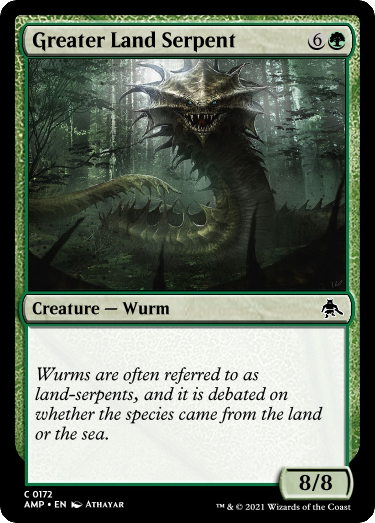 Greater Land Serpent 6
Creature — Wurm
Wurms are often referred to as
land-serpents, and it is debated on
whether the species came from the land
or the sea.
8/8
C 0172
AMP • EN ATHAYAR
™ & © 2021 Wizards of the Coast